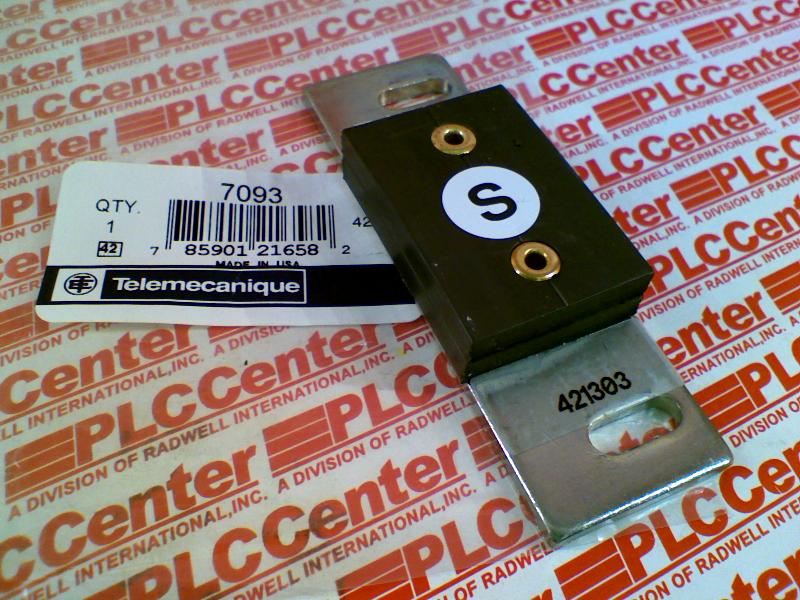 7093
QTY.
1
42
42
7 85901 21658 2
MADE IN USA
TE Telemecanique
S
421303
PLCCenter
A DIVISION OF RADWELL INTERNATIONAL, INC.